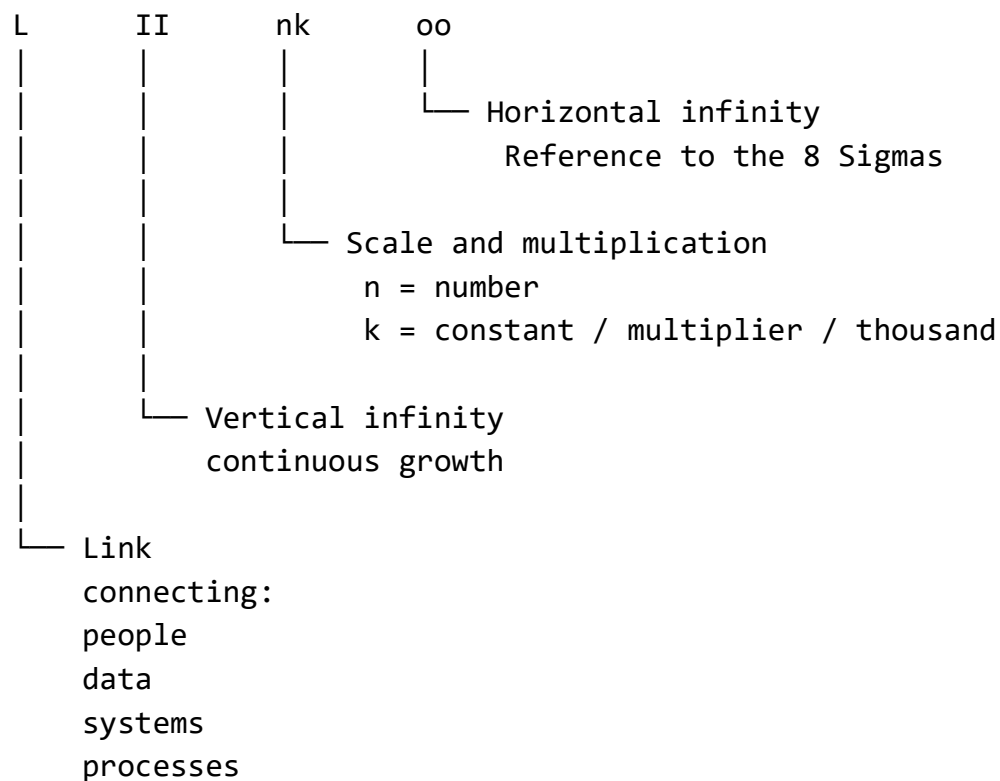 L II nk oo
Horizontal infinity
Reference to the 8 Sigmas
Scale and multiplication
n = number
k = constant / multiplier / thousand
Vertical infinity
continuous growth
Link
connecting:
people
data
systems
processes